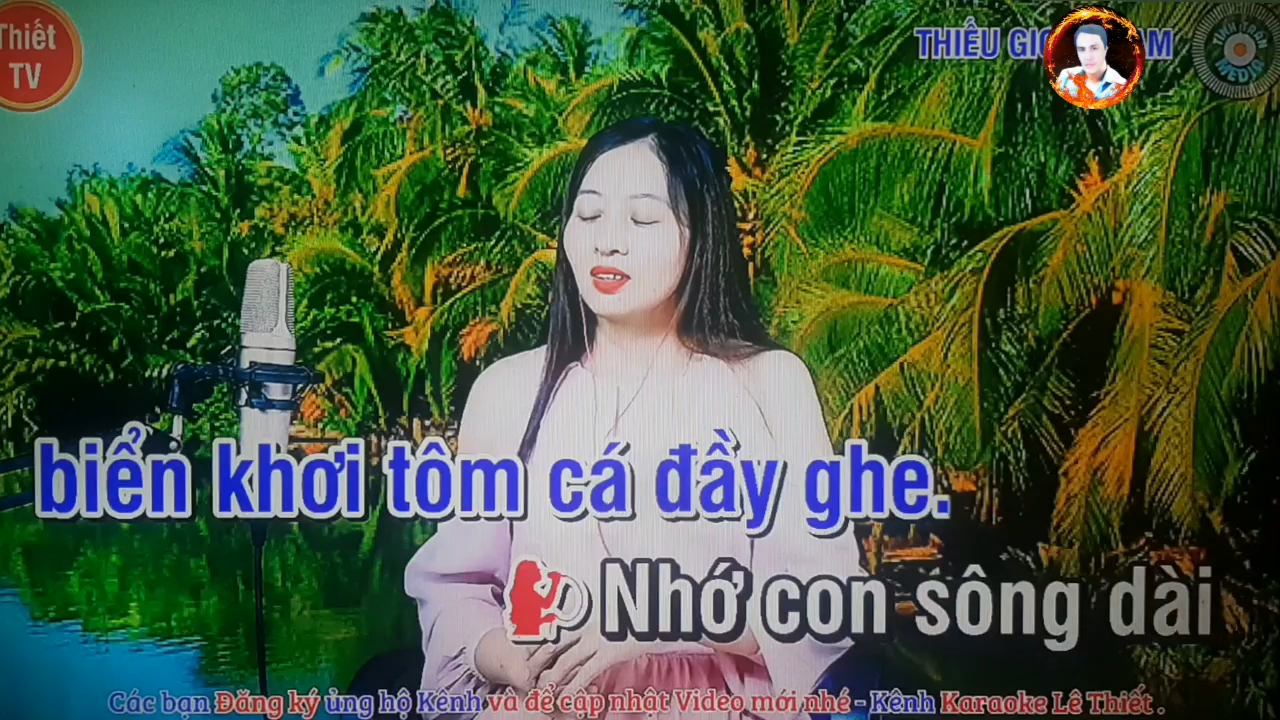 Thiết
TV
THIẾU
biển khơi tôm cá đầy ghe.
Nhớ con sông dài
Các bạn Đăng ký ủng hộ Kênh và để cập nhật Video mới nhé - Kênh Karaoke Lê Thiết .